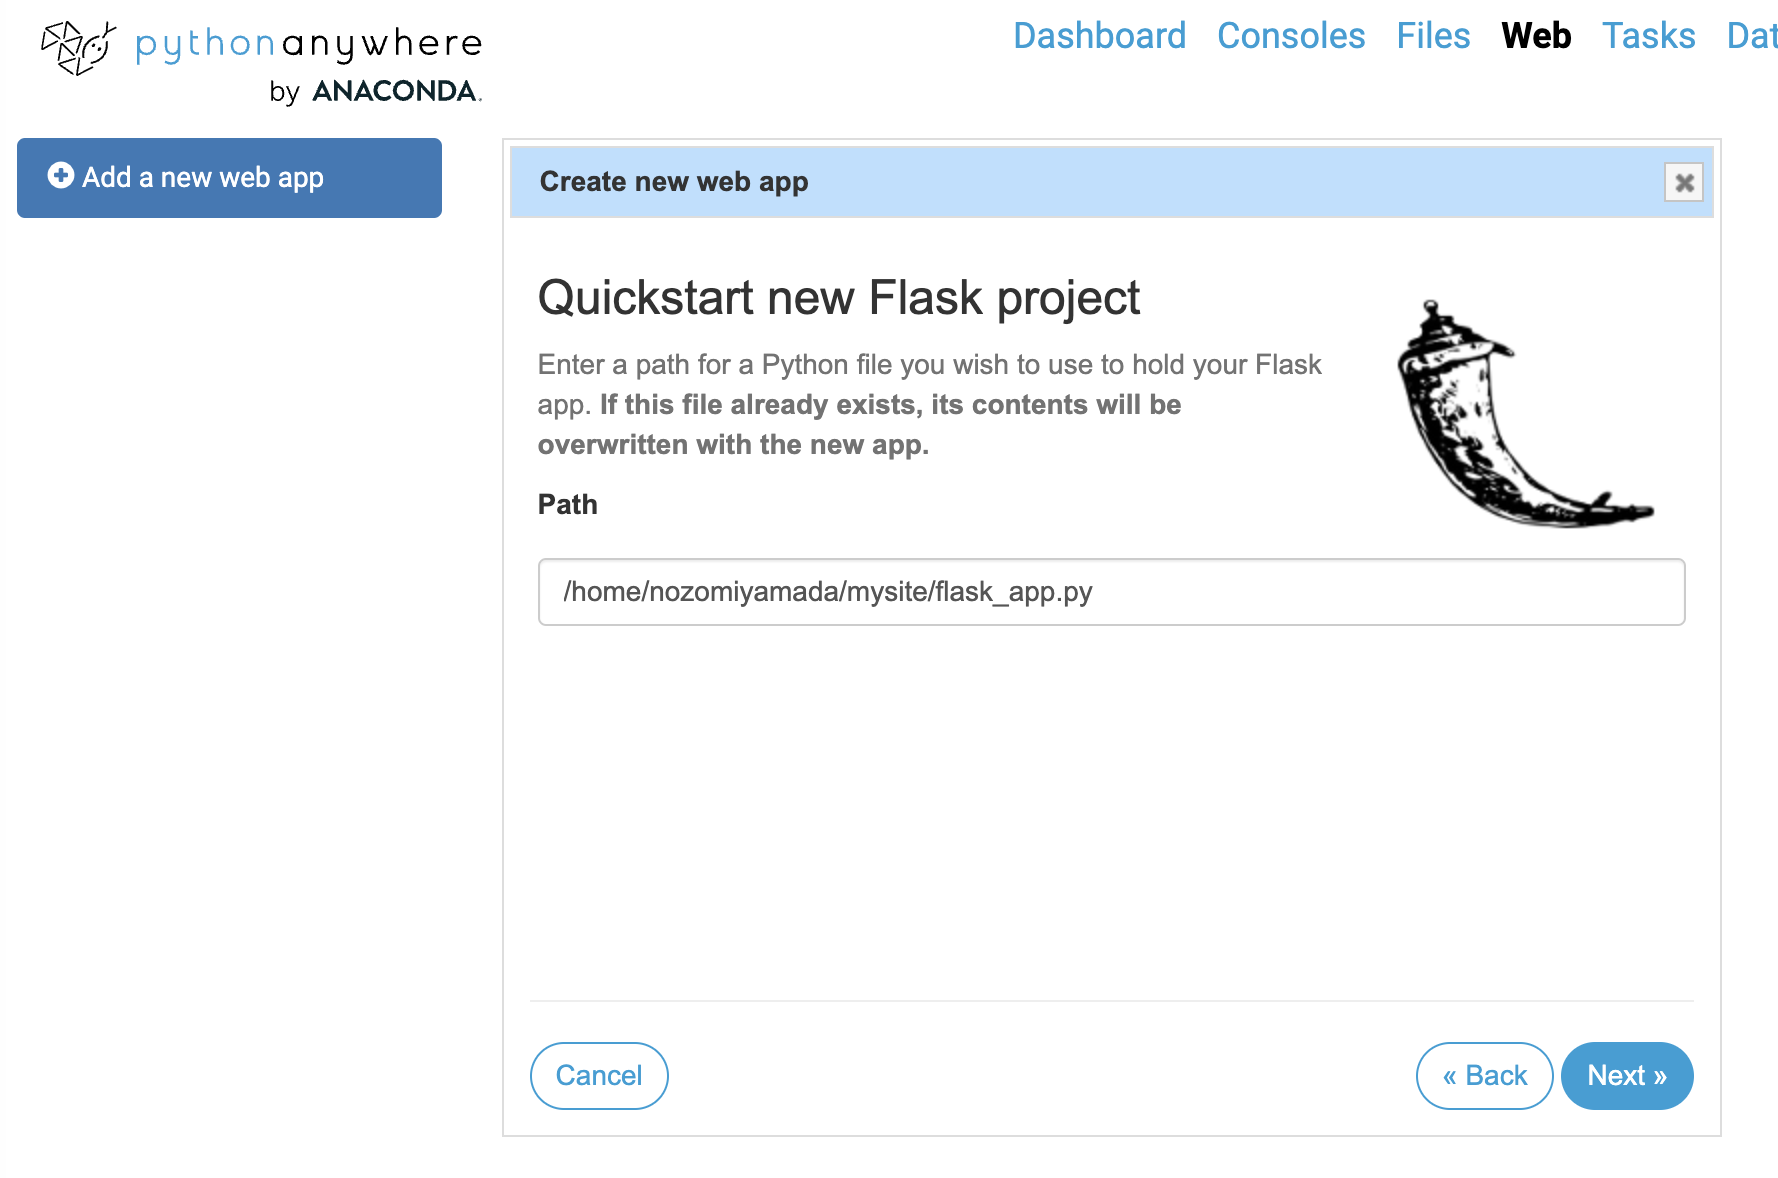 pythonanywhere
by ANACONDA.
Dashboard Consoles Files Web Tasks Dat
Add a new web app
Create new web app
Quickstart new Flask project
Enter a path for a Python file you wish to use to hold your Flask
app. If this file already exists, its contents will be
overwritten with the new app.
Path
/home/nozomiyamada/mysite/flask_app.py
Cancel
« Back
Next »